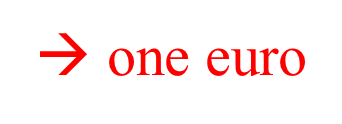 → one euro